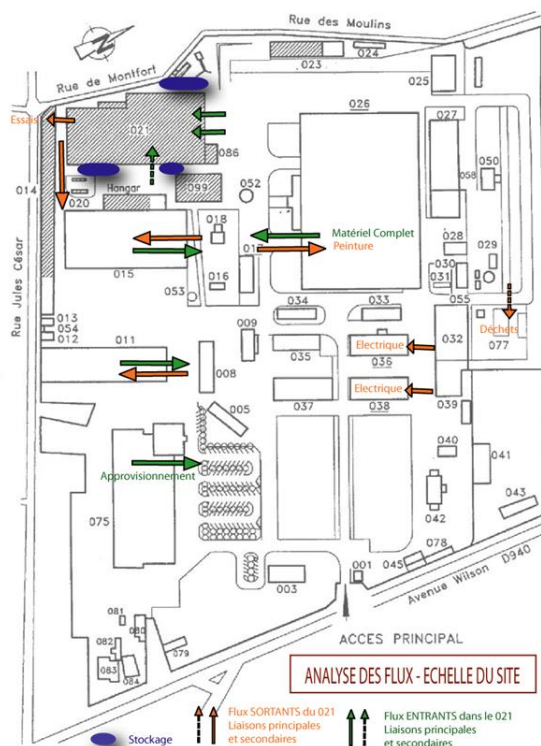 Rue des Moulins
024
023
Rue de Montfort
025
Essais
021
026
027
086
014
058
050
020
Hangar
099
052
018
Matériel Complet
017
Peinture
028
029
015
016
030
031
Rue Jules César
053
055
013
034
033
Déchets
054
009
032
077
012
011
035
Electrique
036
008
Electrique
005
037
038
039
040
041
Approvisionnement
075
042
043
078
045
003
001
Avenue Wilson D940
081
080
082
079
083
084
ACCES PRINCIPAL
ANALYSE DES FLUX - ECHELLE DU SITE
Flux SORTANTS du 021
Liaisons principales
et secondaires
Flux ENTRANTS dans le 021
Liaisons principales
et secondaires
Stockage